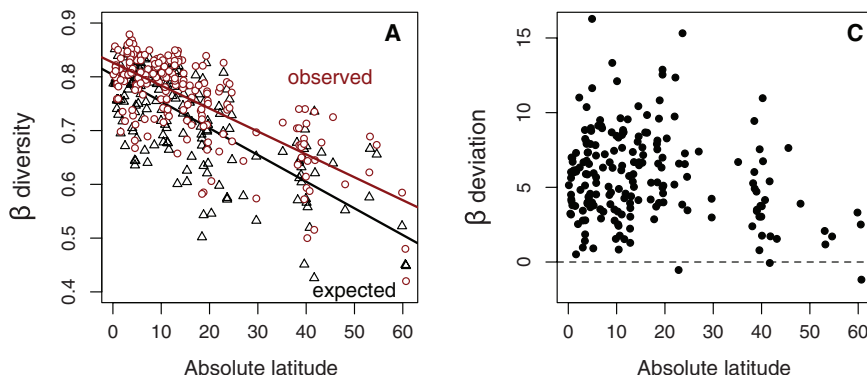 A
observed
expected
β diversity
0.9
0.8
0.7
0.6
0.5
0.4
0 10 20 30 40 50 60
Absolute latitude
C
β deviation
15
10
5
0
0 10 20 30 40 50 60
Absolute latitude